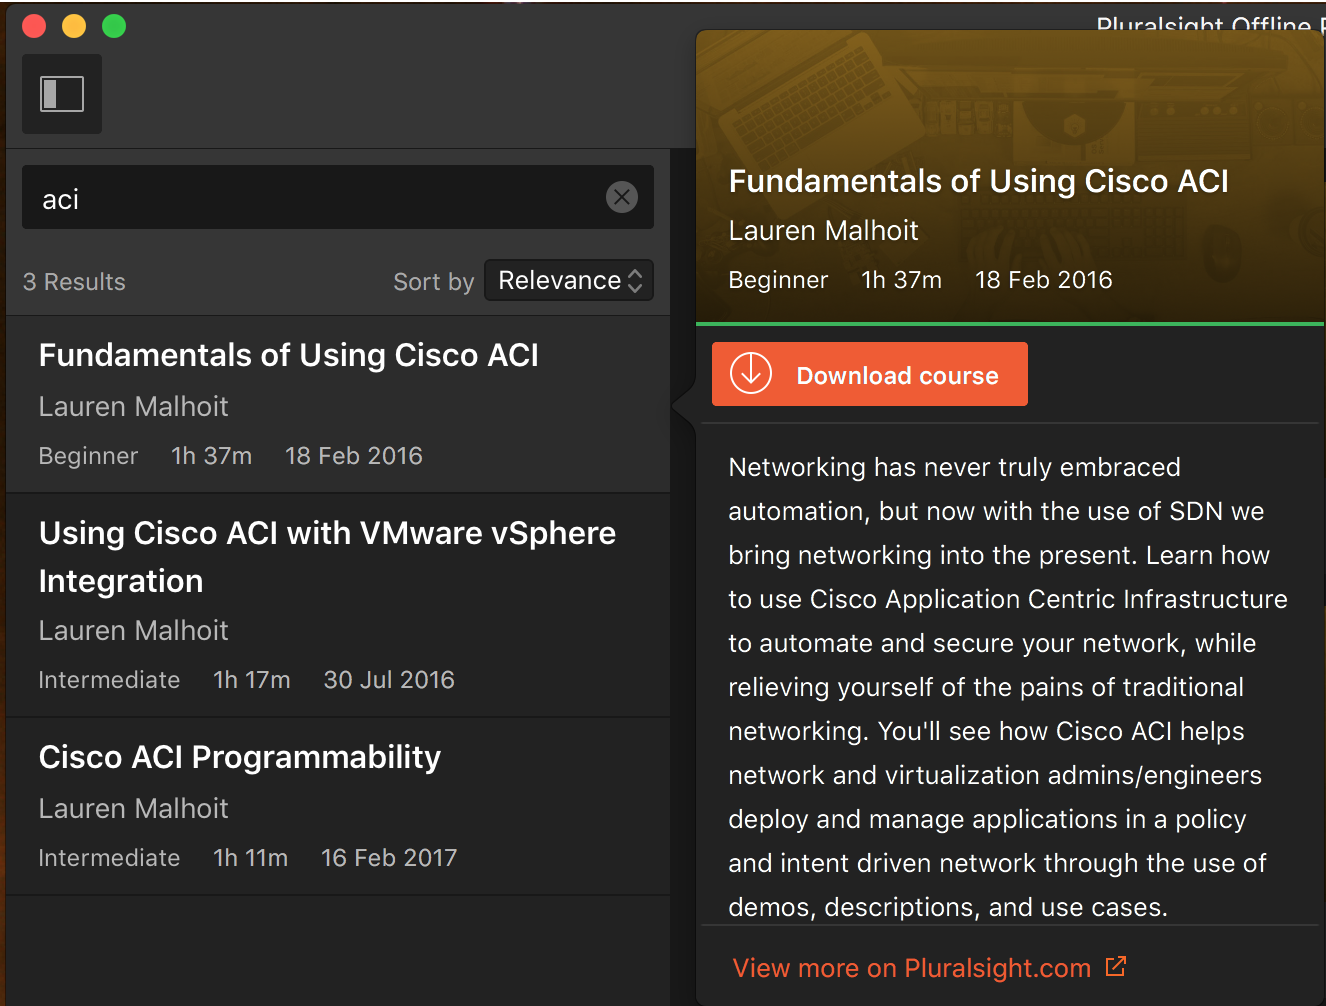 Pluralsight Offline
aci
3 Results
Sort by Relevance
Fundamentals of Using Cisco ACI
Lauren Malhoit
Beginner 1h 37m 18 Feb 2016
Using Cisco ACI with VMware vSphere
Integration
Lauren Malhoit
Intermediate 1h 17m 30 Jul 2016
Cisco ACI Programmability
Lauren Malhoit
Intermediate 1h 11m 16 Feb 2017
Fundamentals of Using Cisco ACI
Lauren Malhoit
Beginner 1h 37m 18 Feb 2016
Download course
Networking has never truly embraced
automation, but now with the use of SDN we
bring networking into the present. Learn how
to use Cisco Application Centric Infrastructure
to automate and secure your network, while
relieving yourself of the pains of traditional
networking. You'll see how Cisco ACI helps
network and virtualization admins/engineers
deploy and manage applications in a policy
and intent driven network through the use of
demos, descriptions, and use cases.
View more on Pluralsight.com